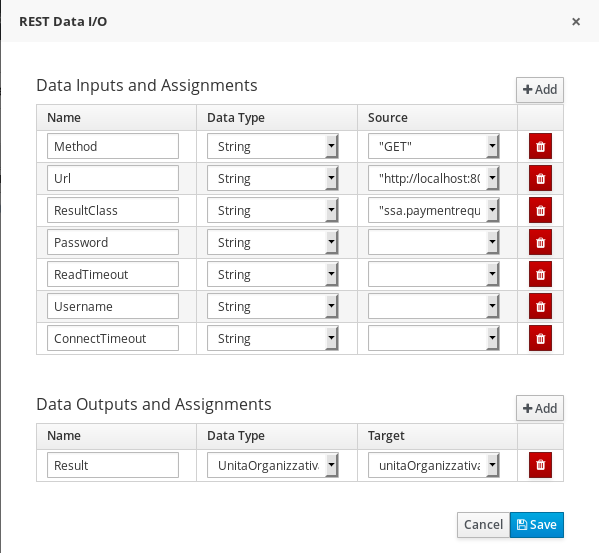 REST Data I/O ×
Data Inputs and Assignments
+ Add
Name Data Type Source
Method String "GET"
Url String "http://localhost:80
ResultClass String "ssa.paymentrequ
Password String
ReadTimeout String
Username String
ConnectTimeout String
Data Outputs and Assignments
+ Add
Name Data Type Target
Result UnitaOrganizzativ unitaOrganizzativa
Cancel Save